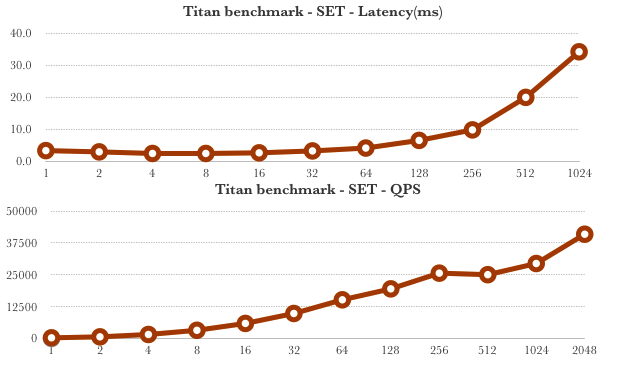 Titan benchmark - SET - Latency(ms)
40.0
30.0
20.0
10.0
0.0
1 2 4 8 16 32 64 128 256 512 1024
Titan benchmark - SET - QPS
50000
37500
25000
12500
0
1 2 4 8 16 32 64 128 256 512 1024 2048